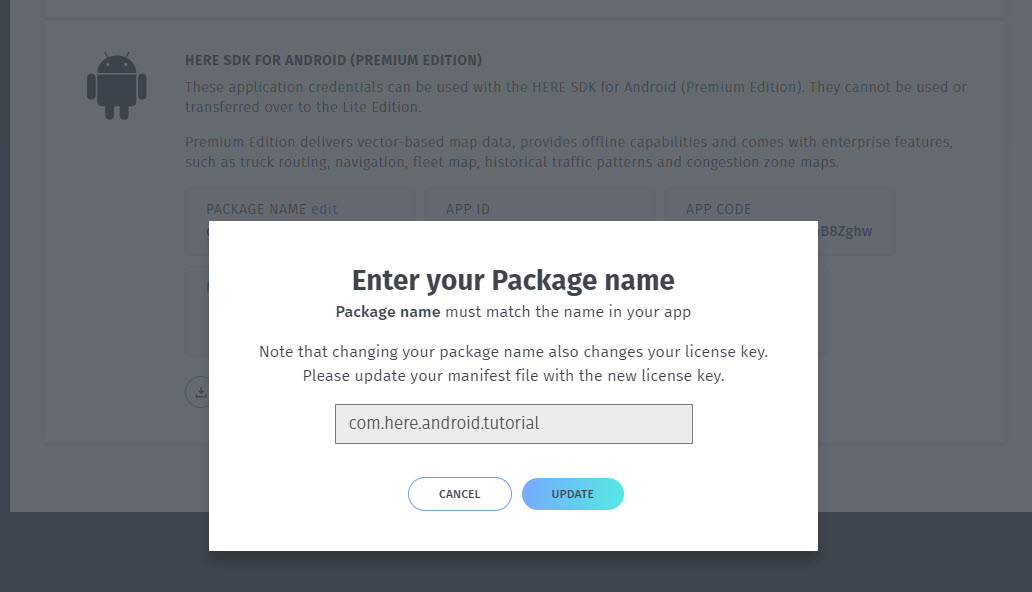 HERE SDK FOR ANDROID (PREMIUM EDITION)
These application credentials can be used with the HERE SDK for Android (Premium Edition). They cannot be used or
transferred over to the Lite Edition.
Premium Edition delivers vector-based map data, provides offline capabilities and comes with enterprise features,
such as truck routing, navigation, fleet map, historical traffic patterns and congestion zone maps.
PACKAGE NAME edit
APP ID
APP CODE
B8Zghw
Enter your Package name
Package name must match the name in your app
Note that changing your package name also changes your license key.
Please update your manifest file with the new license key.
com.here.android.tutorial
CANCEL
UPDATE